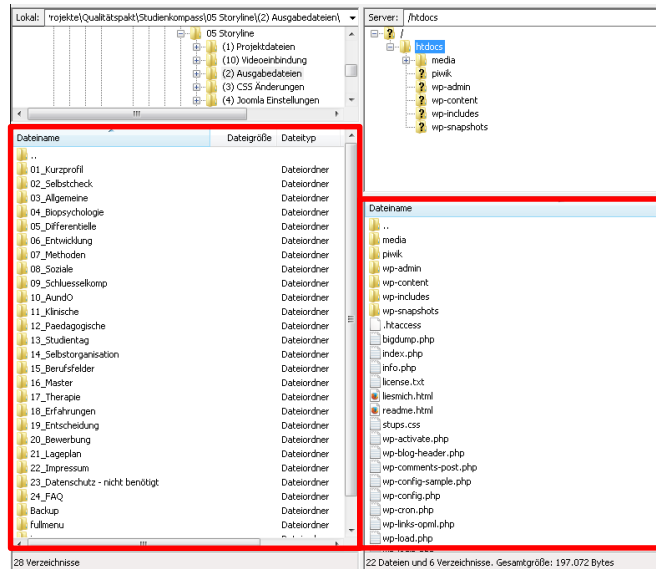 Lokal: 'rojekte\Qualitätspakt\Studienkompass\05 Storyline\(2) Ausgabedateien\
05 Storyline
(1) Projektdateien
(10) Videoeinbindung
(2) Ausgabedateien
(3) CSS Änderungen
(4) Joomla Einstellungen
Dateiname Dateigröße Dateityp
..
01_Kurzprofil Dateiordner
02_Selbstcheck Dateiordner
03_Allgemeine Dateiordner
04_Biopsychologie Dateiordner
05_Differentielle Dateiordner
06_Entwicklung Dateiordner
07_Methoden Dateiordner
08_Soziale Dateiordner
09_Schluesselkomp Dateiordner
10_AundO Dateiordner
11_Klinische Dateiordner
12_Paedagogische Dateiordner
13_Studientag Dateiordner
14_Selbstorganisation Dateiordner
15_Berufsfelder Dateiordner
16_Master Dateiordner
17_Therapie Dateiordner
18_Erfahrungen Dateiordner
19_Entscheidung Dateiordner
20_Bewerbung Dateiordner
21_Lageplan Dateiordner
22_Impressum Dateiordner
23_Datenschutz - nicht benötigt Dateiordner
24_FAQ Dateiordner
Backup Dateiordner
fullmenu Dateiordner
28 Verzeichnisse
Server: /htdocs
/
htdocs
media
piwik
wp-admin
wp-content
wp-includes
wp-snapshots
Dateiname
..
media
piwik
wp-admin
wp-content
wp-includes
wp-snapshots
.htaccess
bigdump.php
index.php
info.php
license.txt
liesmich.html
readme.html
stups.css
wp-activate.php
wp-blog-header.php
wp-comments-post.php
wp-config-sample.php
wp-config.php
wp-cron.php
wp-links-opml.php
wp-load.php
22 Dateien und 6 Verzeichnisse. Gesamtgröße: 197.072 Bytes